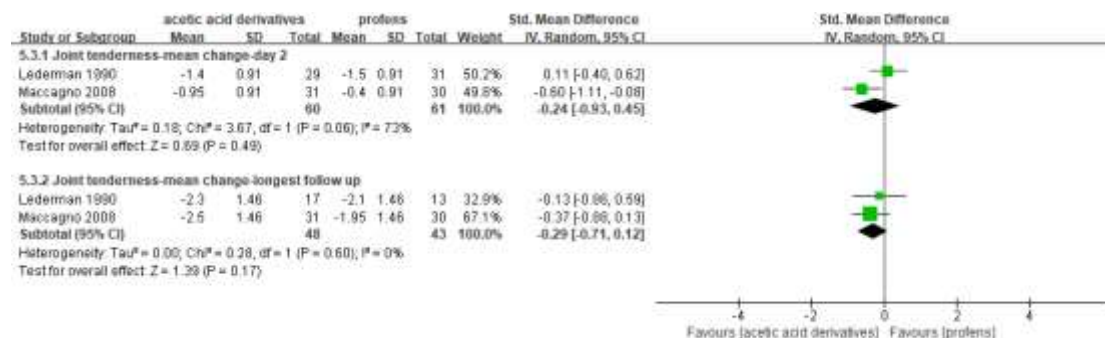 acetic acid derivatives profens Std. Mean Difference Std. Mean Difference
Study or Subgroup Mean SD Total Mean SD Total Weight IV, Random, 95% CI IV, Random, 95% CI
5.3.1 Joint tenderness-mean change-day 2
Lederman 1990 -1.4 0.91 29 -1.5 0.91 31 50.2% 0.11 [-0.40, 0.62]
Maccagno 2008 -0.95 0.91 31 -0.4 0.91 30 49.8% -0.60 [-1.11, -0.08]
Subtotal (95% CI) 60 61 100.0% -0.24 [-0.93, 0.45]
Heterogeneity: Tau² = 0.18; Chi² = 3.67, df = 1 (P = 0.06); I² = 73%
Test for overall effect: Z = 0.69 (P = 0.49)
5.3.2 Joint tenderness-mean change-longest follow up
Lederman 1990 -2.3 1.46 17 -2.1 1.46 13 32.9% -0.13 [-0.86, 0.59]
Maccagno 2008 -2.5 1.46 31 -1.95 1.46 30 67.1% -0.37 [-0.88, 0.13]
Subtotal (95% CI) 48 43 100.0% -0.29 [-0.71, 0.12]
Heterogeneity: Tau² = 0.00; Chi² = 0.28, df = 1 (P = 0.60); I² = 0%
Test for overall effect: Z = 1.39 (P = 0.17)
-4 -2 0 2 4
Favours [acetic acid derivatives] Favours [profens]